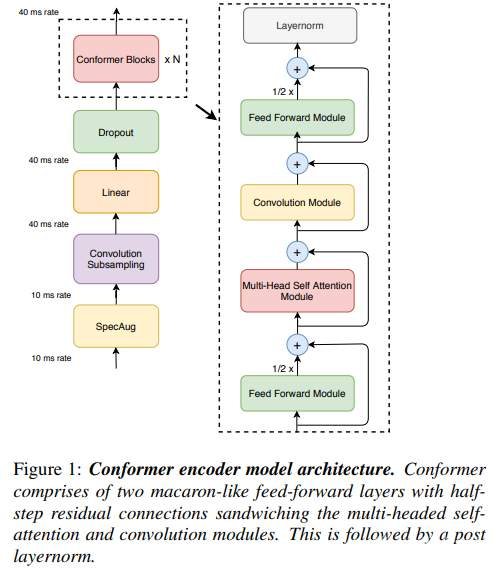 40 ms rate
Conformer Blocks
x N
Dropout
40 ms rate
Linear
40 ms rate
Convolution
Subsampling
10 ms rate
SpecAug
10 ms rate
Layernorm
+
1/2 x
Feed Forward Module
+
Convolution Module
+
Multi-Head Self Attention
Module
+
1/2 x
Feed Forward Module
Figure 1: Conformer encoder model architecture. Conformer
comprises of two macaron-like feed-forward layers with half-
step residual connections sandwiching the multi-headed self-
attention and convolution modules. This is followed by a post
layernorm.